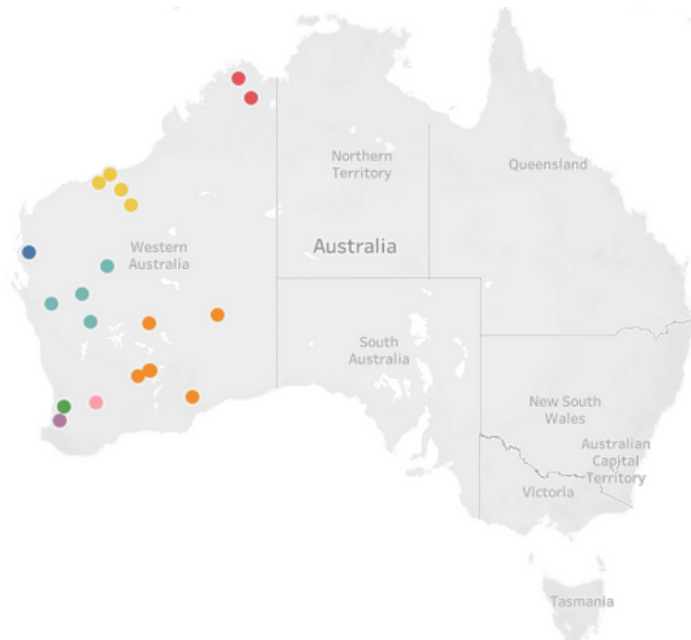 Northern
Territory
Queensland
Western
Australia
Australia
South
Australia
New South
Wales
Australian
Capital
Territory
Victoria
Tasmania